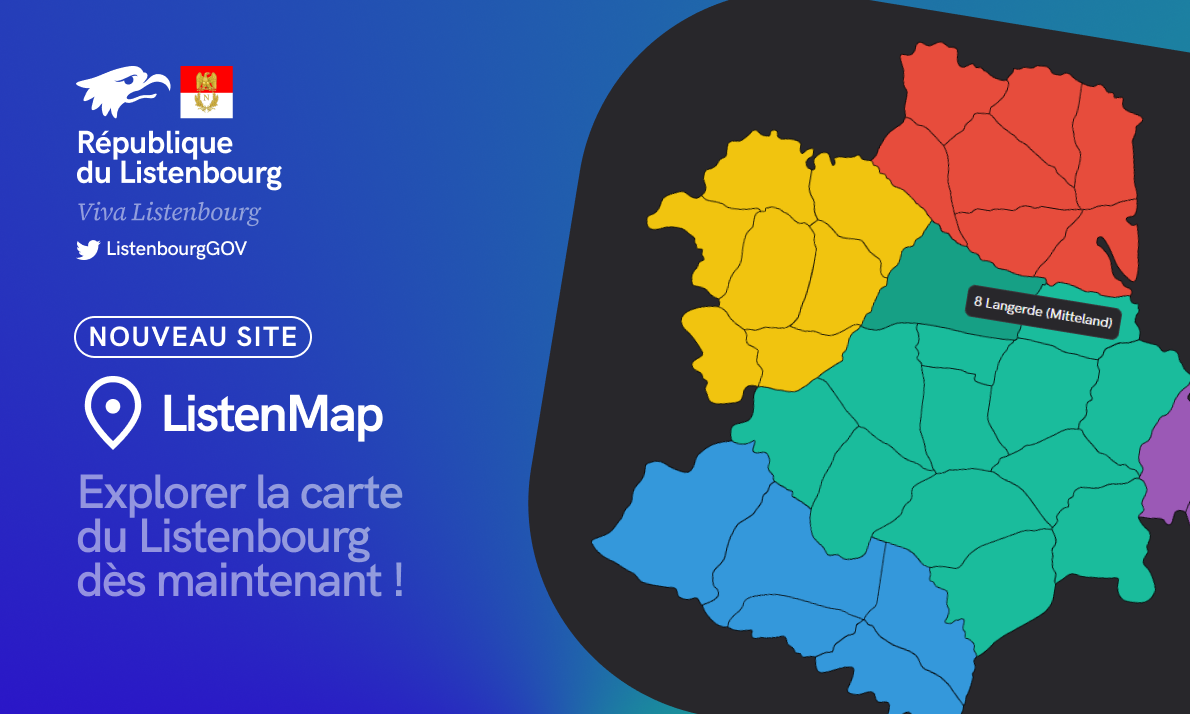 République
du Listenbourg
Viva Listenbourg
ListenbourgGOV
NOUVEAU SITE
ListenMap
Explorer la carte
du Listenbourg
dès maintenant !
8 Langerde (Mitteland)
N